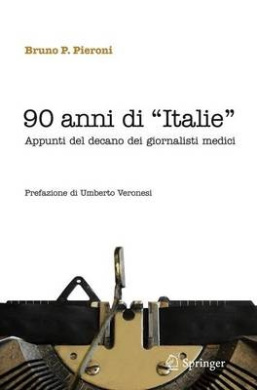 Bruno P. Pieroni
90 anni di “Italie”
Appunti del decano dei giornalisti medici
Prefazione di Umberto Veronesi
Springer